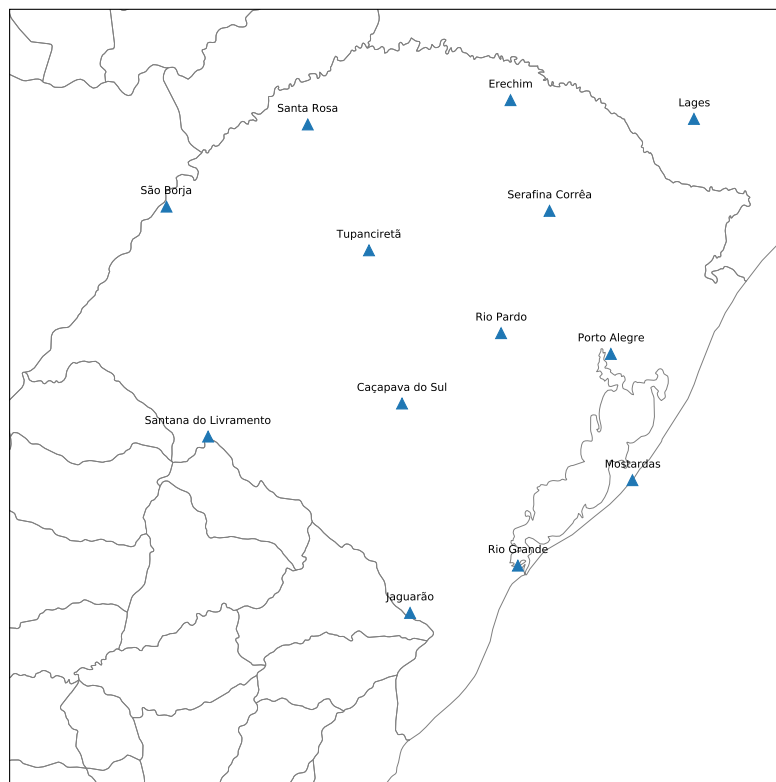 Erechim
Lages
Santa Rosa
São Borja
Serafina Corrêa
Tupanciretã
Rio Pardo
Porto Alegre
Caçapava do Sul
Santana do Livramento
Mostardas
Rio Grande
Jaguarão